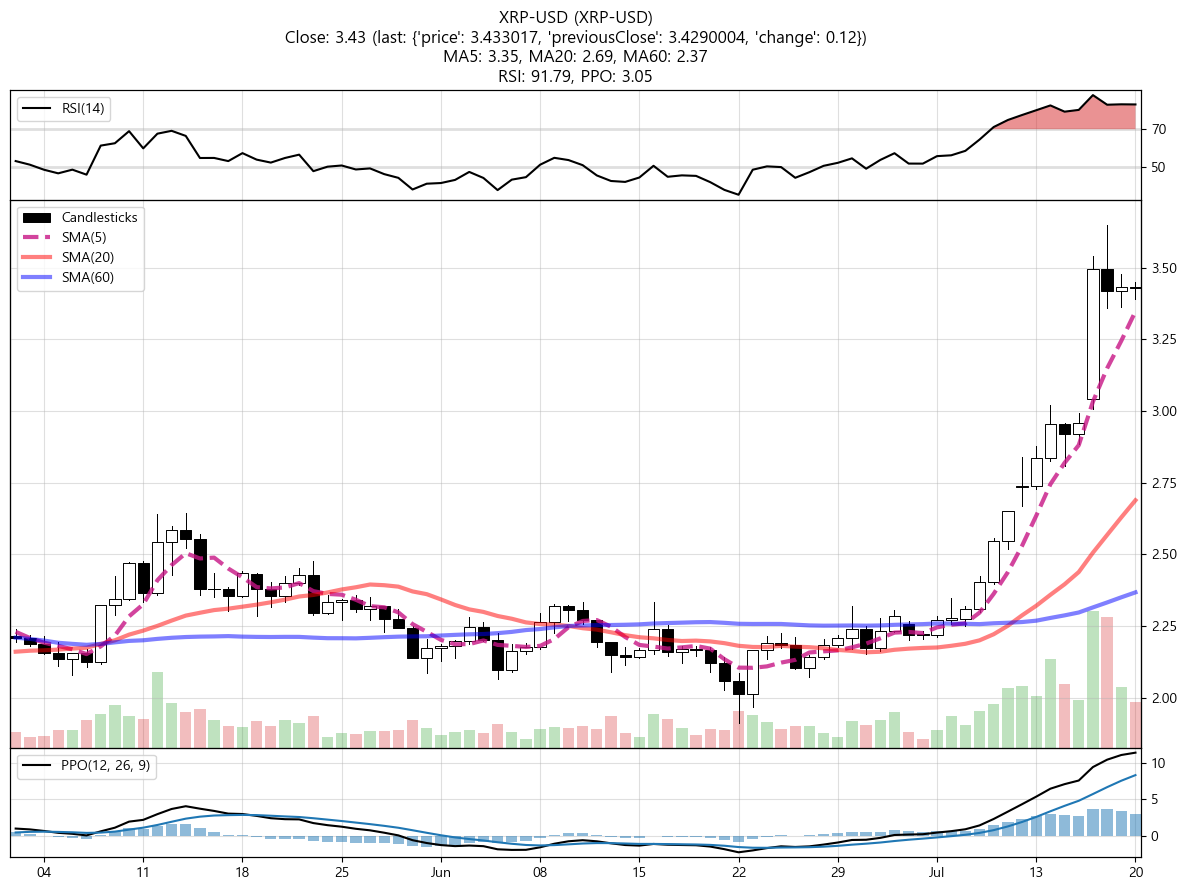 XRP-USD (XRP-USD)
Close: 3.43 (last: {'price': 3.433017, 'previousClose': 3.4290004, 'change': 0.12})
MA5: 3.35, MA20: 2.69, MA60: 2.37
RSI: 91.79, PPO: 3.05
RSI(14)
70
50
Candlesticks
SMA(5)
SMA(20)
SMA(60)
3.50
3.25
3.00
2.75
2.50
2.25
2.00
PPO(12, 26, 9)
10
5
0
04 11 18 25 Jun 08 15 22 29 Jul 13 20